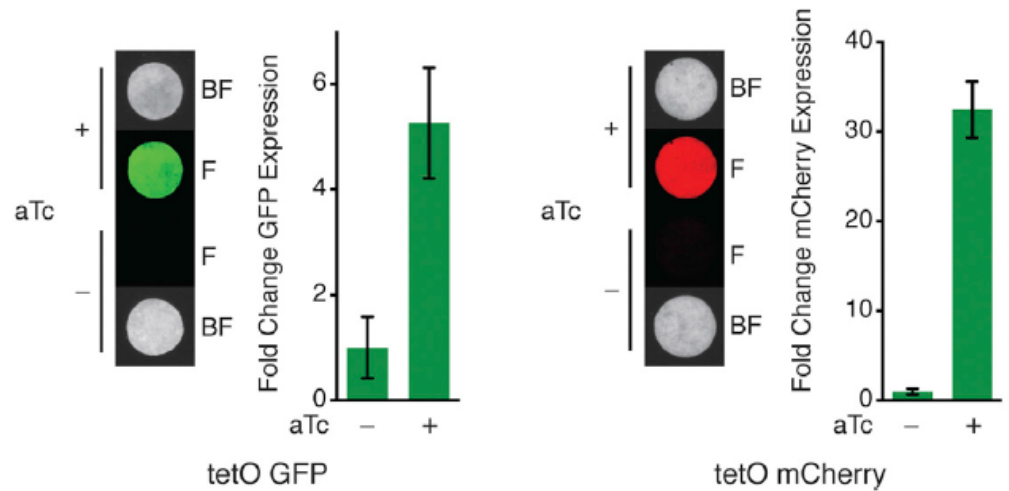 +
aTc
−
BF
F
F
BF
Fold Change GFP Expression
6
4
2
0
aTc − +
tetO GFP
+
aTc
−
BF
F
F
BF
Fold Change mCherry Expression
40
30
20
10
0
aTc − +
tetO mCherry